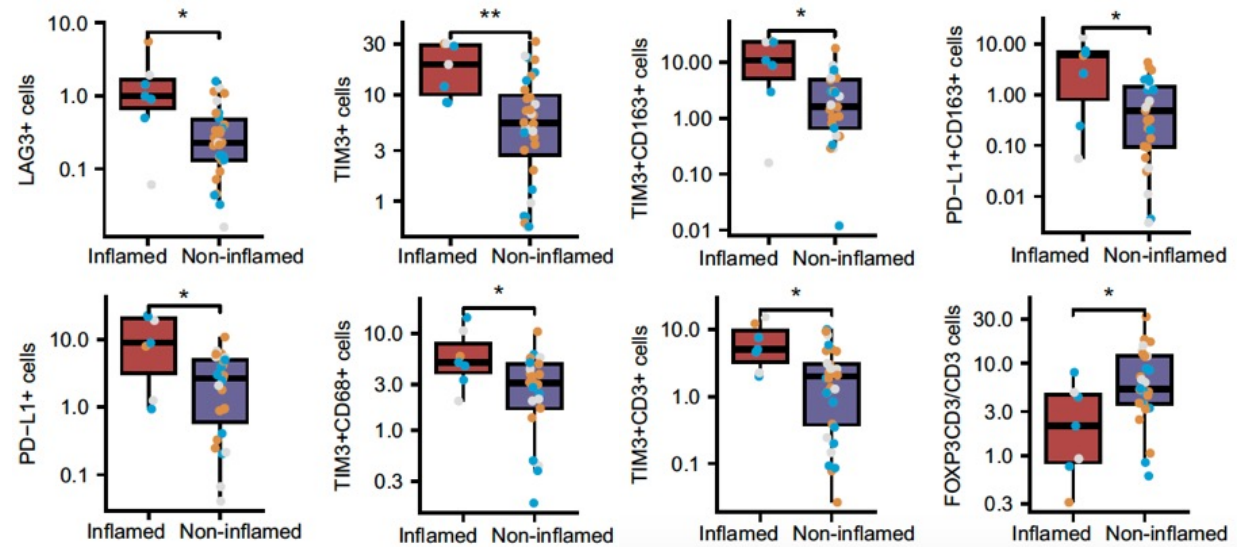 *
10.0
1.0
0.1
LAG3+ cells
Inflamed Non-inflamed
**
30
10
3
1
TIM3+ cells
Inflamed Non-inflamed
*
10.00
1.00
0.10
0.01
TIM3+CD163+ cells
Inflamed Non-inflamed
*
10.00
1.00
0.10
0.01
PD-L1+CD163+ cells
Inflamed Non-inflamed
*
10.0
1.0
0.1
PD-L1+ cells
Inflamed Non-inflamed
*
10.0
3.0
1.0
0.3
TIM3+CD68+ cells
Inflamed Non-inflamed
*
10.0
1.0
0.1
TIM3+CD3+ cells
Inflamed Non-inflamed
*
30.0
10.0
3.0
1.0
0.3
FOXP3CD3/CD3 cells
Inflamed Non-inflamed